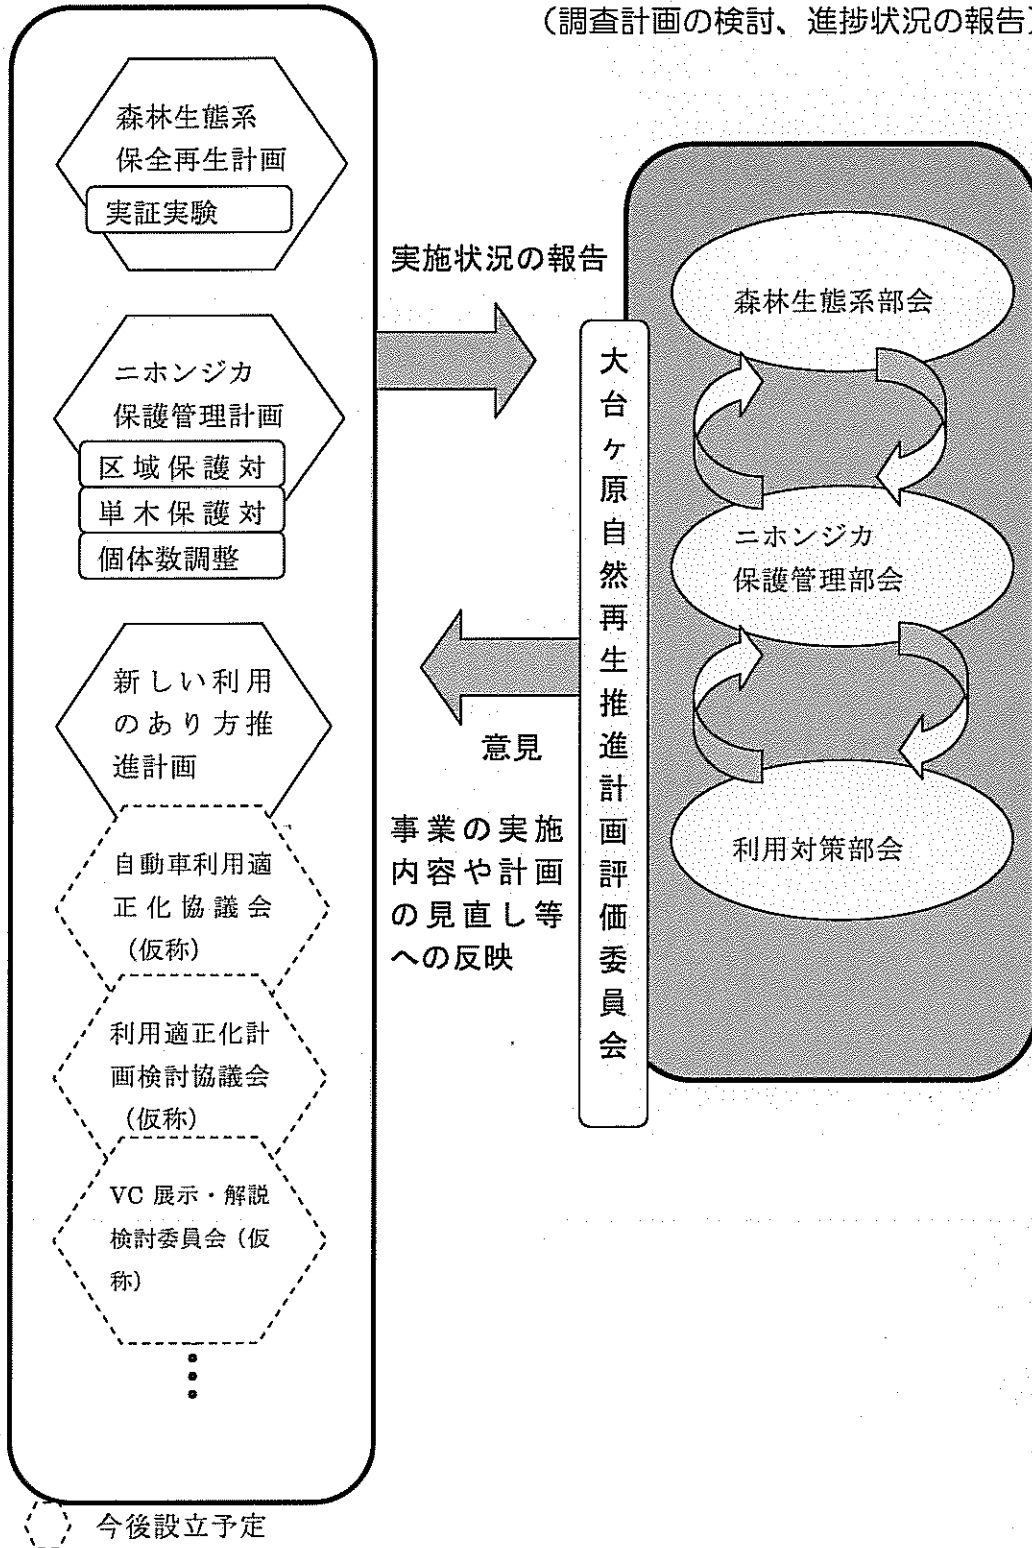 （調査計画の検討、進捗状況の報告）
森林生態系
保全再生計画
実証実験
ニホンジカ
保護管理計画
区域保護対
単木保護対
個体数調整
新しい利用
のあり方推
進計画
自動車利用適
正化協議会
（仮称）
利用適正化計
画検討協議会
（仮称）
VC 展示・解説
検討委員会（仮
称）
今後設立予定
実施状況の報告
意見
事業の実施
内容や計画
の見直し等
への反映
大台ヶ原自然再生推進計画評価委員会
森林生態系部会
ニホンジカ
保護管理部会
利用対策部会